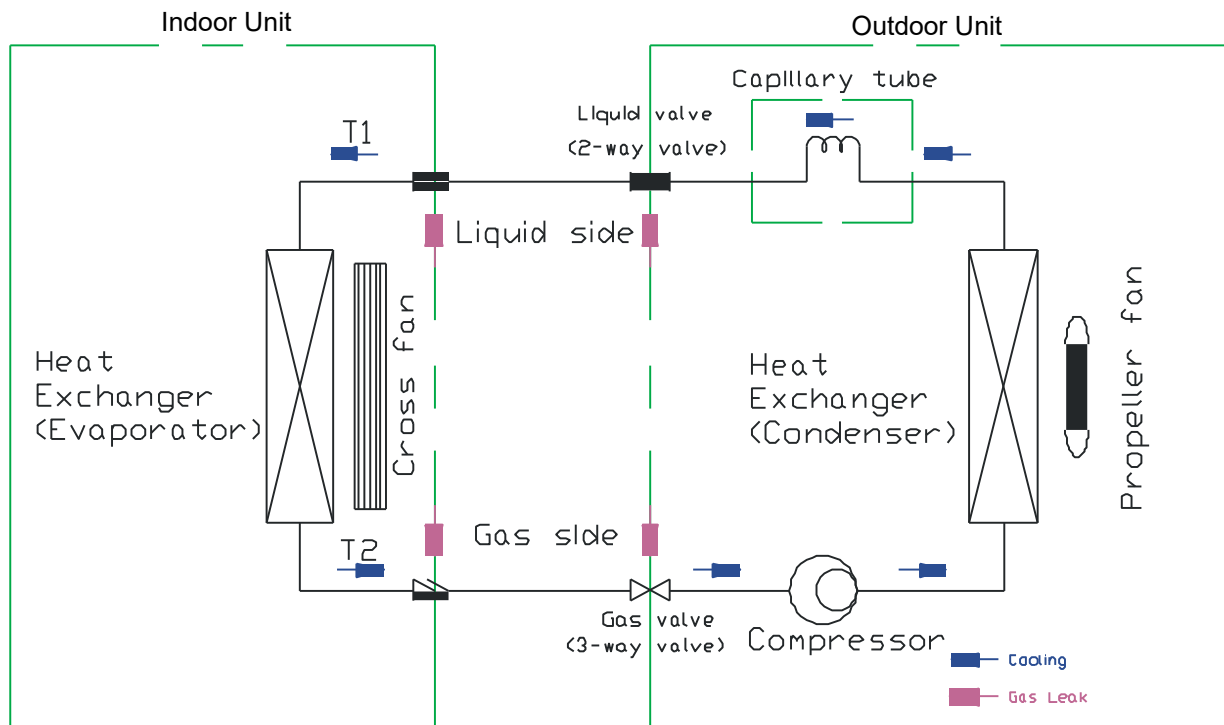 Indoor Unit
Outdoor Unit
Capillary tube
Liquid valve
(2-way valve)
T1
Liquid side
Heat
Exchanger
(Evaporator)
Cross fan
Heat
Exchanger
(Condenser)
Propeller fan
T2
Gas side
Gas valve
(3-way valve)
Compressor
Cooling
Gas Leak